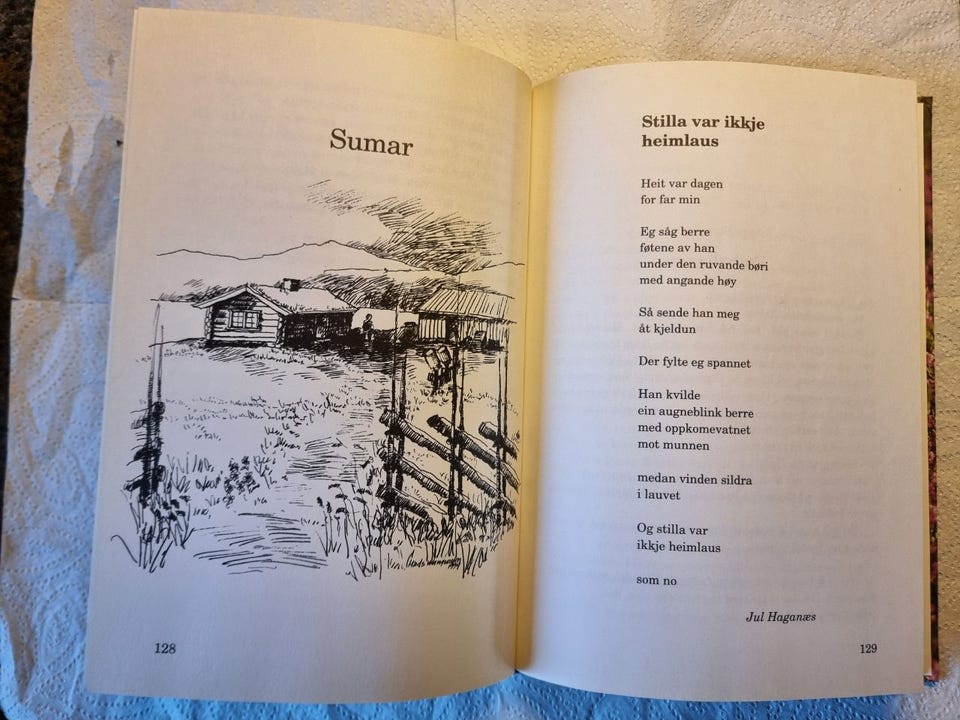 Sumar
128
Stilla var ikkje
heimlaus
Heit var dagen
for far min
Eg såg berre
føtene av han
under den ruvande børi
med angande høy
Så sende han meg
åt kjeldun
Der fylte eg spannet
Han kvilde
ein augneblink berre
med oppkomevatnet
mot munnen
medan vinden sildra
i lauvet
Og stilla var
ikkje heimlaus
som no
Jul Haganæs
129